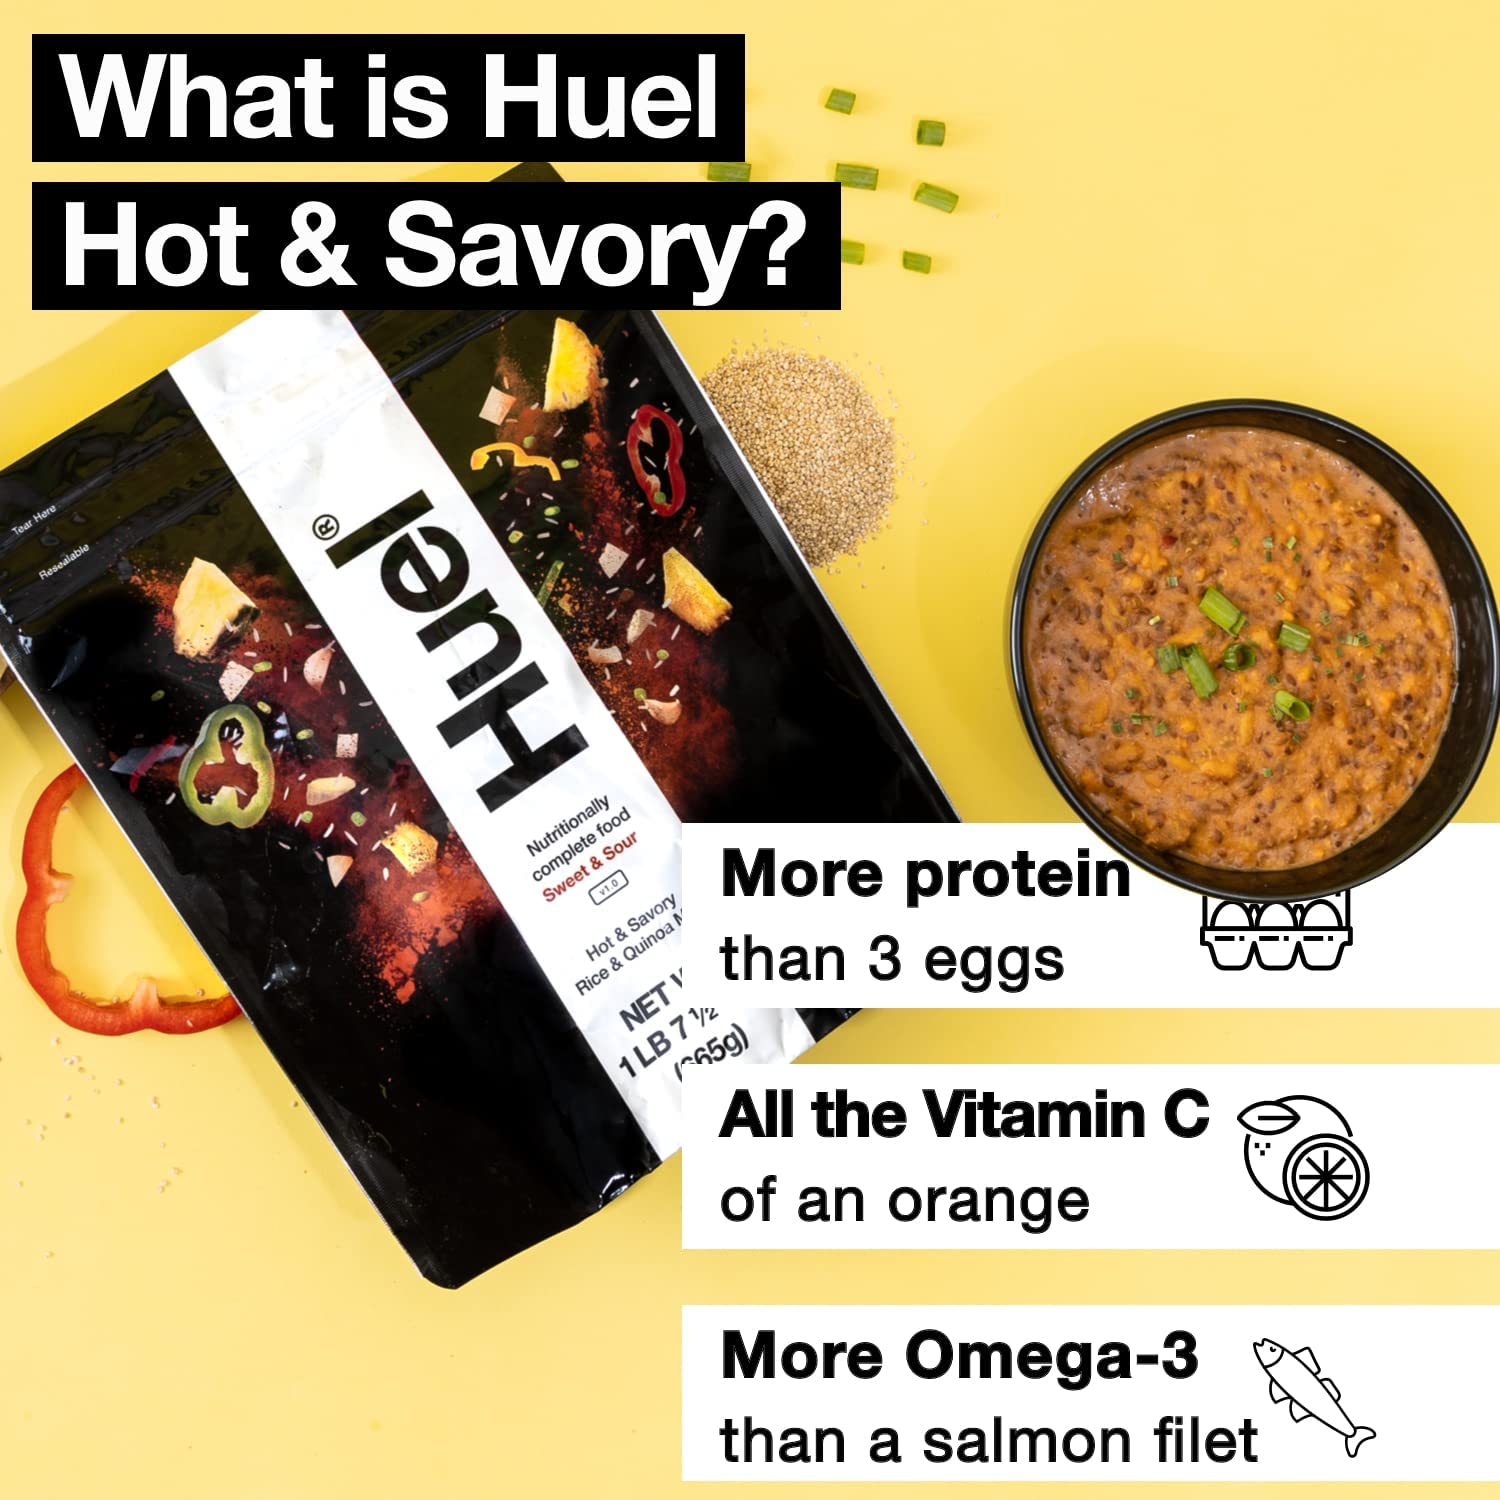 What is Huel
Hot & Savory?
Tear Here
Resealable
Huel®
Nutritionally
complete food
Sweet & Sour
v1.0
Hot & Savory
Rice & Quinoa
NET
1 LB 7 ½
(665g)
More protein
than 3 eggs
All the Vitamin C
of an orange
More Omega-3
than a salmon filet